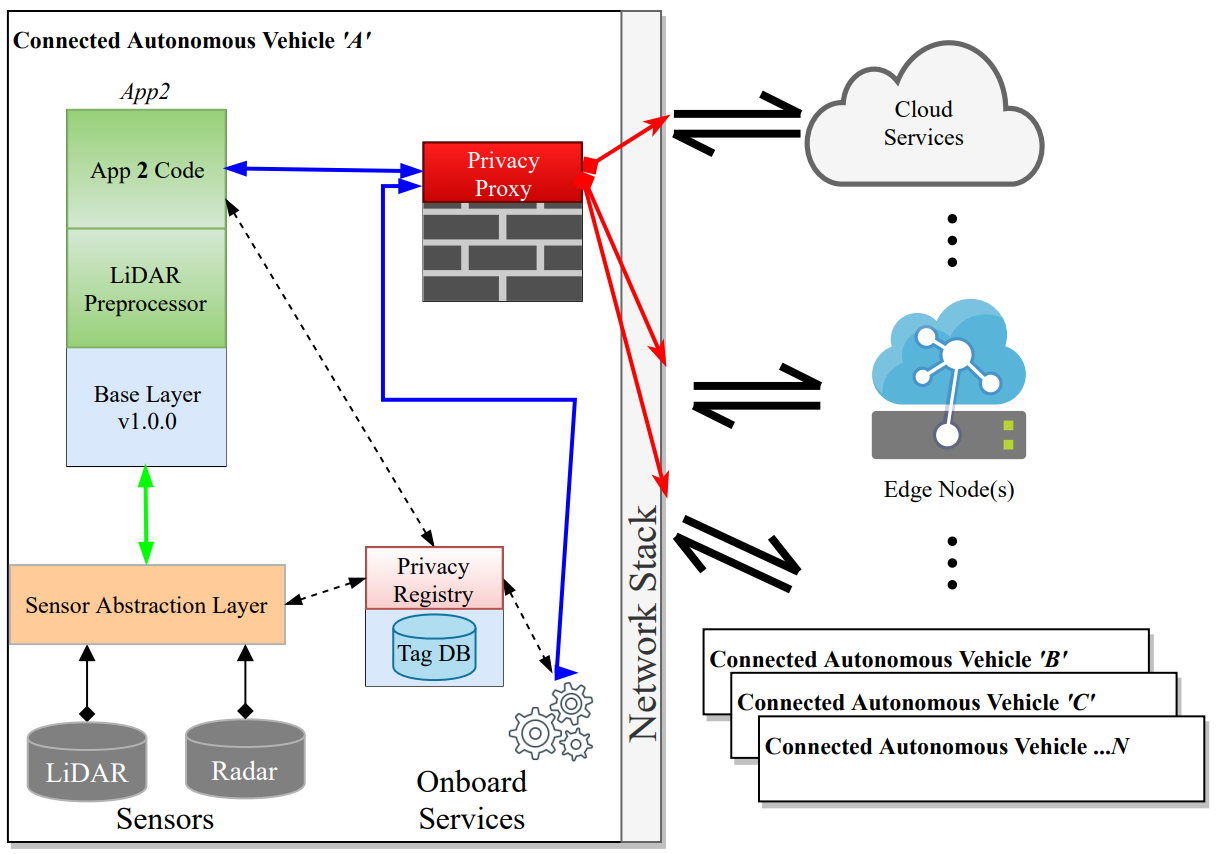 Connected Autonomous Vehicle 'A'
App2
App 2 Code
LiDAR
Preprocessor
Base Layer
v1.0.0
Privacy
Proxy
Sensor Abstraction Layer
Privacy
Registry
Tag DB
LiDAR
Radar
Sensors
Onboard
Services
Network Stack
Cloud
Services
Edge Node(s)
Connected Autonomous Vehicle 'B'
Connected Autonomous Vehicle 'C'
Connected Autonomous Vehicle ...N